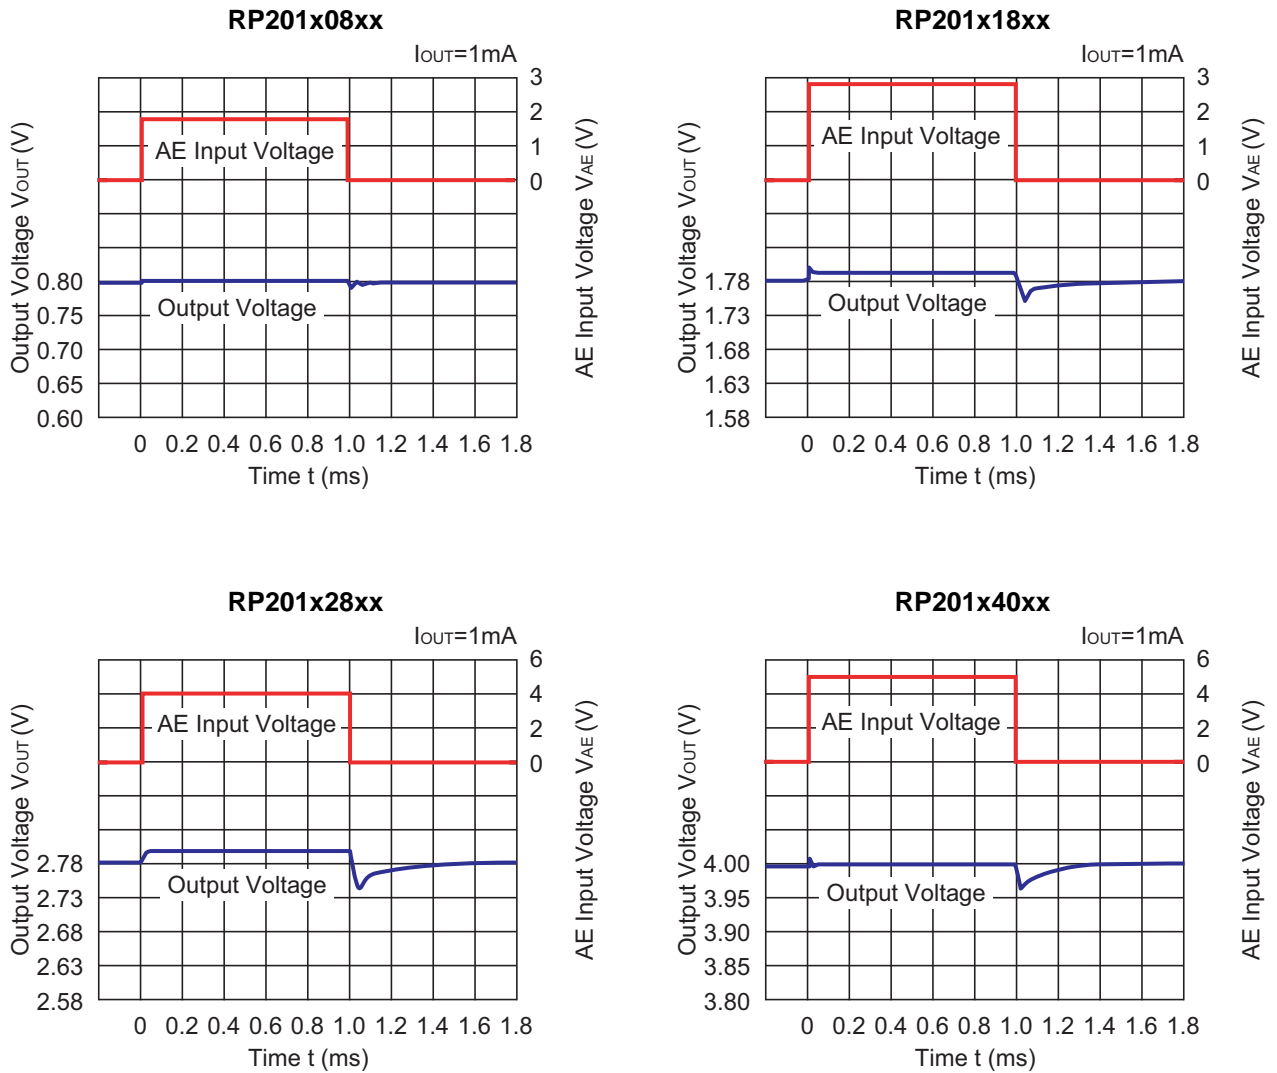 RP201x08xx
IOUT=1mA
Output Voltage VOUT (V)
0.80
0.75
0.70
0.65
0.60
AE Input Voltage
Output Voltage
3
2
1
0
AE Input Voltage VAE (V)
0 0.2 0.4 0.6 0.8 1.0 1.2 1.4 1.6 1.8
Time t (ms)
RP201x18xx
IOUT=1mA
Output Voltage VOUT (V)
1.78
1.73
1.68
1.63
1.58
AE Input Voltage
Output Voltage
3
2
1
0
AE Input Voltage VAE (V)
0 0.2 0.4 0.6 0.8 1.0 1.2 1.4 1.6 1.8
Time t (ms)
RP201x28xx
IOUT=1mA
Output Voltage VOUT (V)
2.78
2.73
2.68
2.63
2.58
AE Input Voltage
Output Voltage
6
4
2
0
AE Input Voltage VAE (V)
0 0.2 0.4 0.6 0.8 1.0 1.2 1.4 1.6 1.8
Time t (ms)
RP201x40xx
IOUT=1mA
Output Voltage VOUT (V)
4.00
3.95
3.90
3.85
3.80
AE Input Voltage
Output Voltage
6
4
2
0
AE Input Voltage VAE (V)
0 0.2 0.4 0.6 0.8 1.0 1.2 1.4 1.6 1.8
Time t (ms)